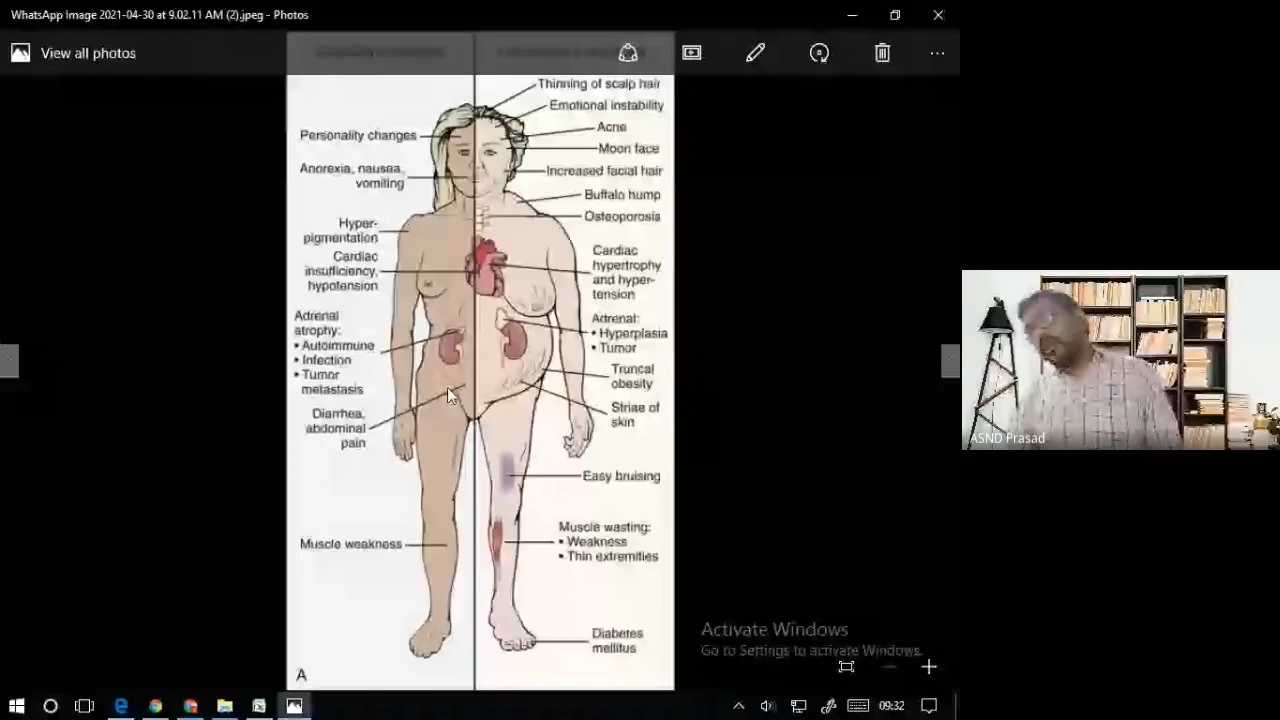 WhatsApp Image 2021-04-30 at 9.02.11 AM (2).jpeg - Photos
View all photos
Thinning of scalp hair
Emotional instability
Acne
Moon face
Increased facial hair
Buffalo hump
Osteoporosis
Cardiac
hypertrophy
and hyper-
tension
Adrenal:
• Hyperplasia
• Tumor
Truncal
obesity
Striae of
skin
Easy bruising
Muscle wasting:
• Weakness
• Thin extremities
Diabetes
mellitus
Personality changes
Anorexia, nausea,
vomiting
Hyper-
pigmentation
Cardiac
insufficiency,
hypotension
Adrenal
atrophy:
• Autoimmune
• Infection
• Tumor
metastasis
Diarrhea,
abdominal
pain
Muscle weakness
A
ASND Prasad
Activate Windows
Go to Settings to activate Windows.
09:32